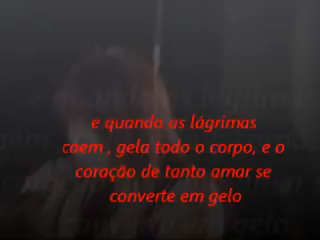 e quando as lágrimas
caem , gela todo o corpo, e o
coração de tanto amar se
converte em gelo